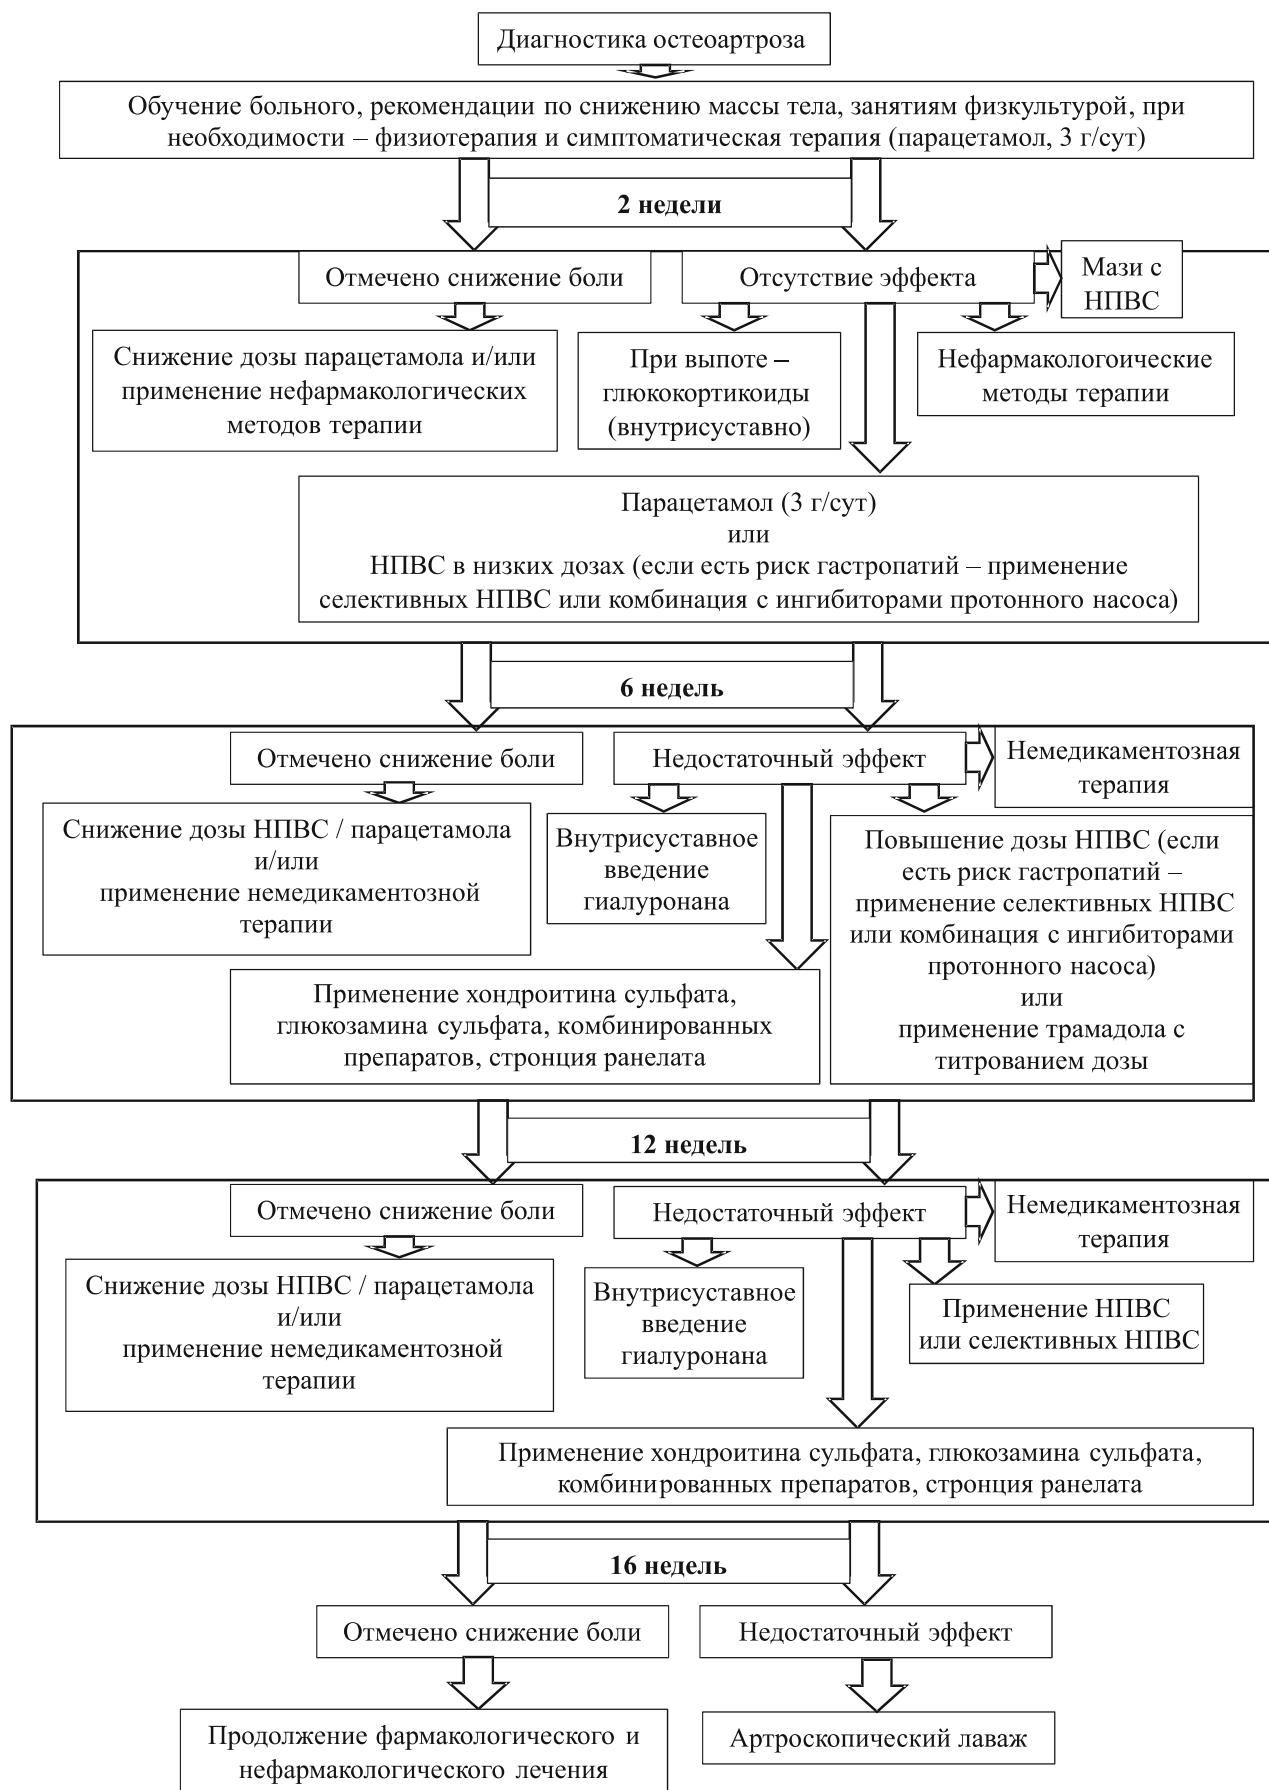 Диагностика остеоартроза
Обучение больного, рекомендации по снижению массы тела, занятиям физкультурой, при
необходимости – физиотерапия и симптоматическая терапия (парацетамол, 3 г/сут)
2 недели
Отмечено снижение боли
Снижение дозы парацетамола и/или
применение нефармакологических
методов терапии
Отсутствие эффекта
Мази с
НПВС
При выпоте –
глюкокортикоиды
(внутрисуставно)
Нефармакологоические
методы терапии
Парацетамол (3 г/сут)
или
НПВС в низких дозах (если есть риск гастропатий – применение
селективных НПВС или комбинация с ингибиторами протонного насоса)
6 недель
Отмечено снижение боли
Снижение дозы НПВС / парацетамола
и/или
применение немедикаментозной
терапии
Недостаточный эффект
Немедикаментозная
терапия
Внутрисуставное
введение
гиалуронана
Повышение дозы НПВС (если
есть риск гастропатий –
применение селективных НПВС
или комбинация с ингибиторами
протонного насоса)
или
применение трамадола с
титрованием дозы
Применение хондроитина сульфата,
глюкозамина сульфата, комбинированных
препаратов, стронция ранелата
12 недель
Отмечено снижение боли
Снижение дозы НПВС / парацетамола
и/или
применение немедикаментозной
терапии
Недостаточный эффект
Немедикаментозная
терапия
Внутрисуставное
введение
гиалуронана
Применение НПВС
или селективных НПВС
Применение хондроитина сульфата, глюкозамина сульфата,
комбинированных препаратов, стронция ранелата
16 недель
Отмечено снижение боли
Продолжение фармакологического и
нефармакологического лечения
Недостаточный эффект
Артроскопический лаваж